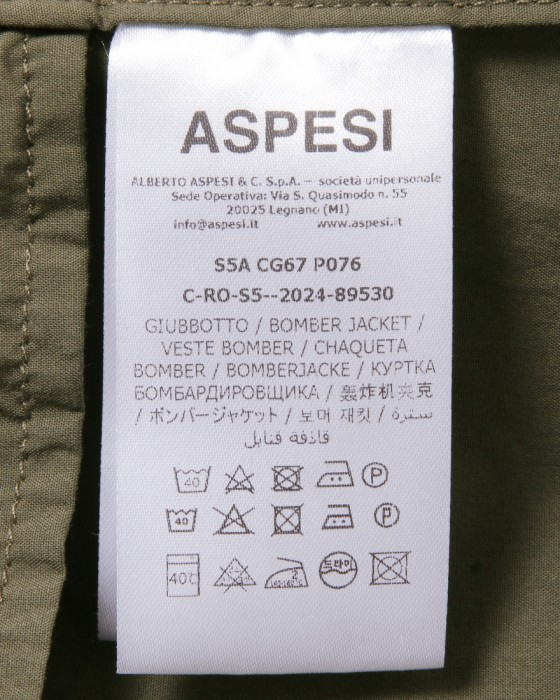 ASPESI
ALBERTO ASPESI & C. S.p.A. – società unipersonale
Sede Operativa: Via S. Quasimodo n. 55
20025 Legnano (MI)
info@aspesi.it www.aspesi.it
S5A CG67 P076
C-RO-S5--2024-89530
GIUBBOTTO / BOMBER JACKET /
VESTE BOMBER / CHAQUETA
BOMBER / BOMBERJACKE / КУРТКА
БОМБАРДИРОВЩИКА / 轰炸机夹克
/ ボンバージャケット / 보머 재킷 / سترة
قاذفة قنابل
40 P
40 P
40℃ 드라이